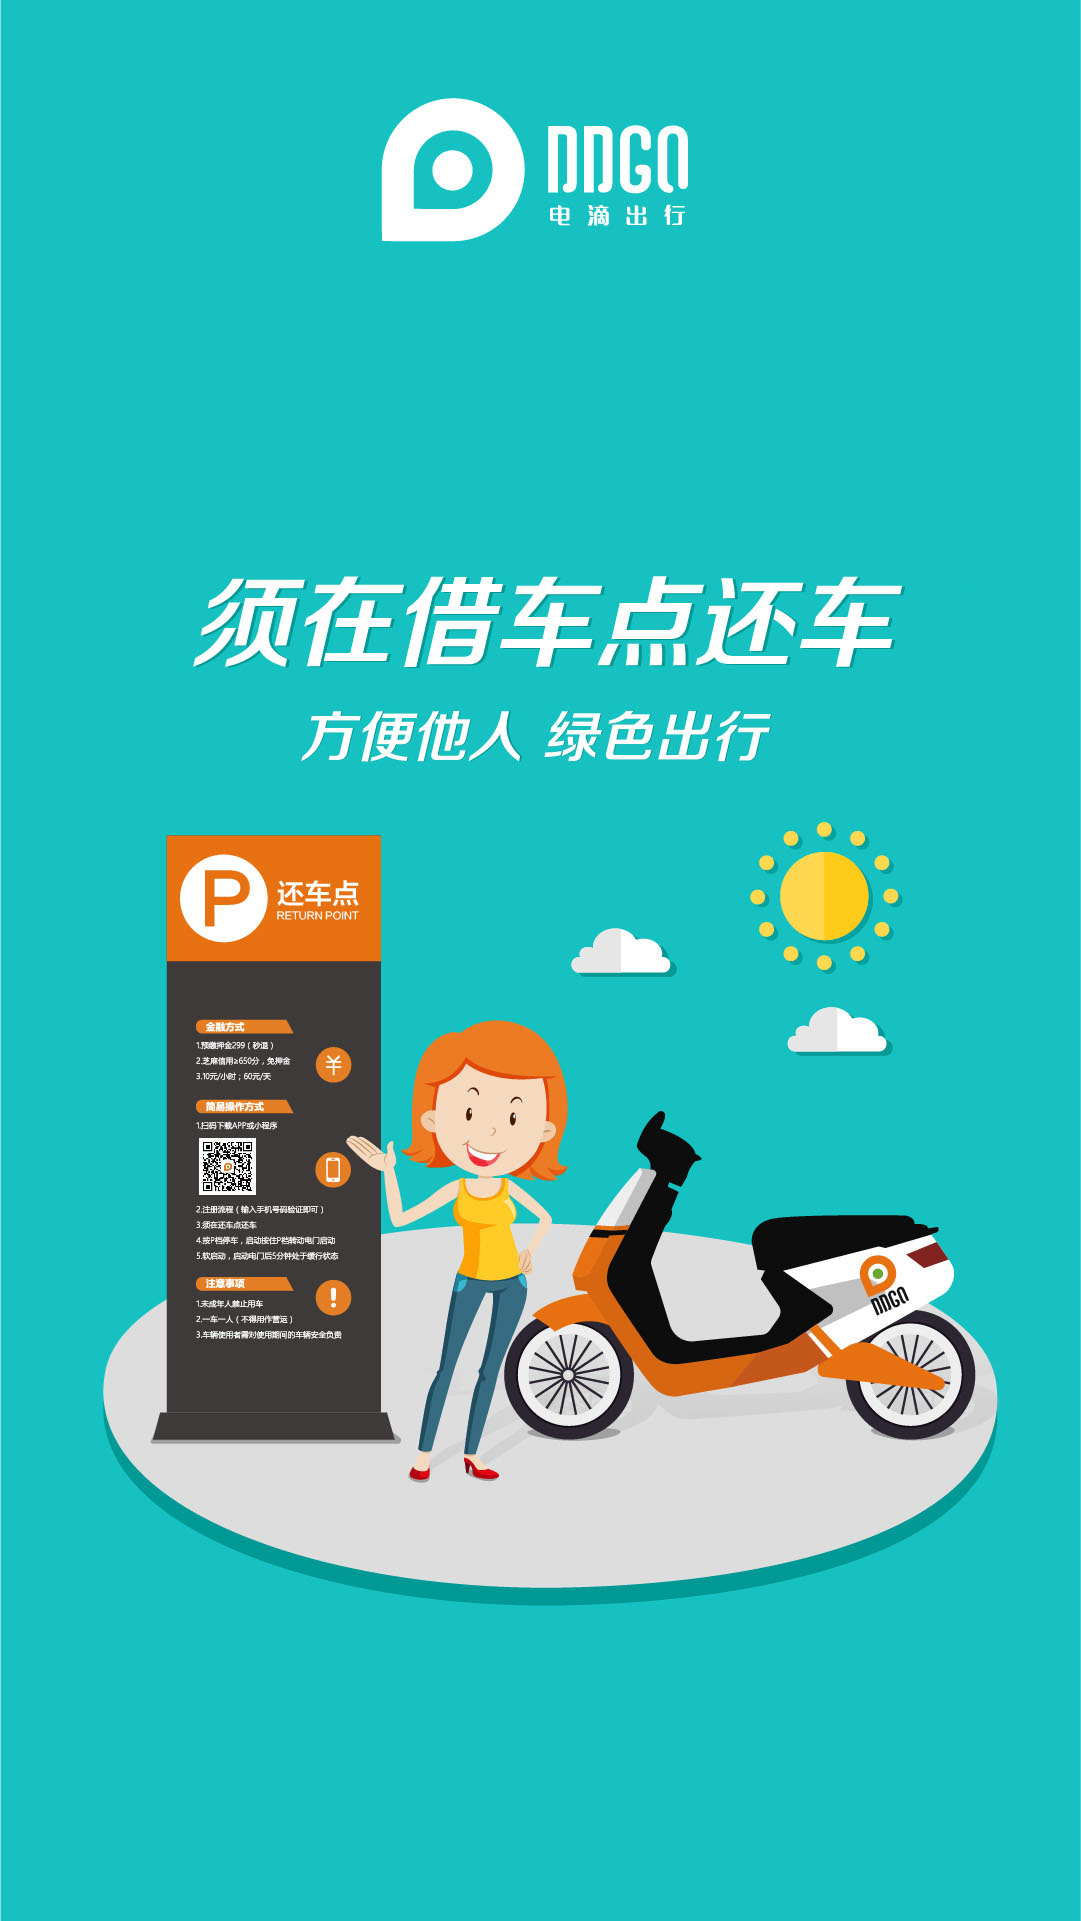 DDGO
电滴出行
须在借车点还车
方便他人 绿色出行
P
还车点
RETURN POINT
金融方式
1.预缴押金299（秒退）
2.芝麻信用≥650分，免押金
3.10元/小时；60元/天
¥
简易操作方式
1.扫码下载APP或小程序
2.注册流程（输入手机号码验证即可）
3.须在还车点还车
4.按P档停车，启动按住P档转动电门启动
5.软启动，启动电门后5分钟处于缓行状态
注意事项
!
1.未成年人禁止用车
2.一车一人（不得用作营运）
3.车辆使用者需对使用期间的车辆安全负责
DDGO